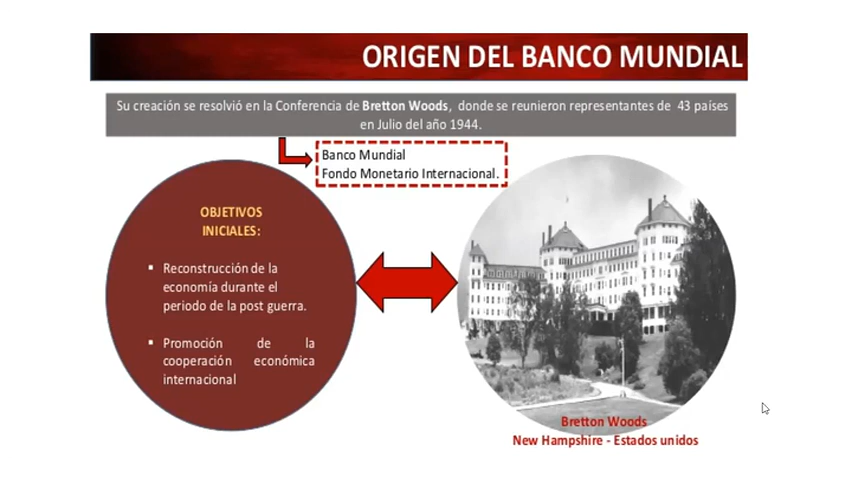 ORIGEN DEL BANCO MUNDIAL
Su creación se resolvió en la Conferencia de Bretton Woods, donde se reunieron representantes de 43 países
en Julio del año 1944.
Banco Mundial
Fondo Monetario Internacional.
OBJETIVOS
INICIALES:
▪ Reconstrucción de la
economía durante el
periodo de la post guerra.
▪ Promoción de la
cooperación económica
internacional
Bretton Woods
New Hampshire - Estados unidos